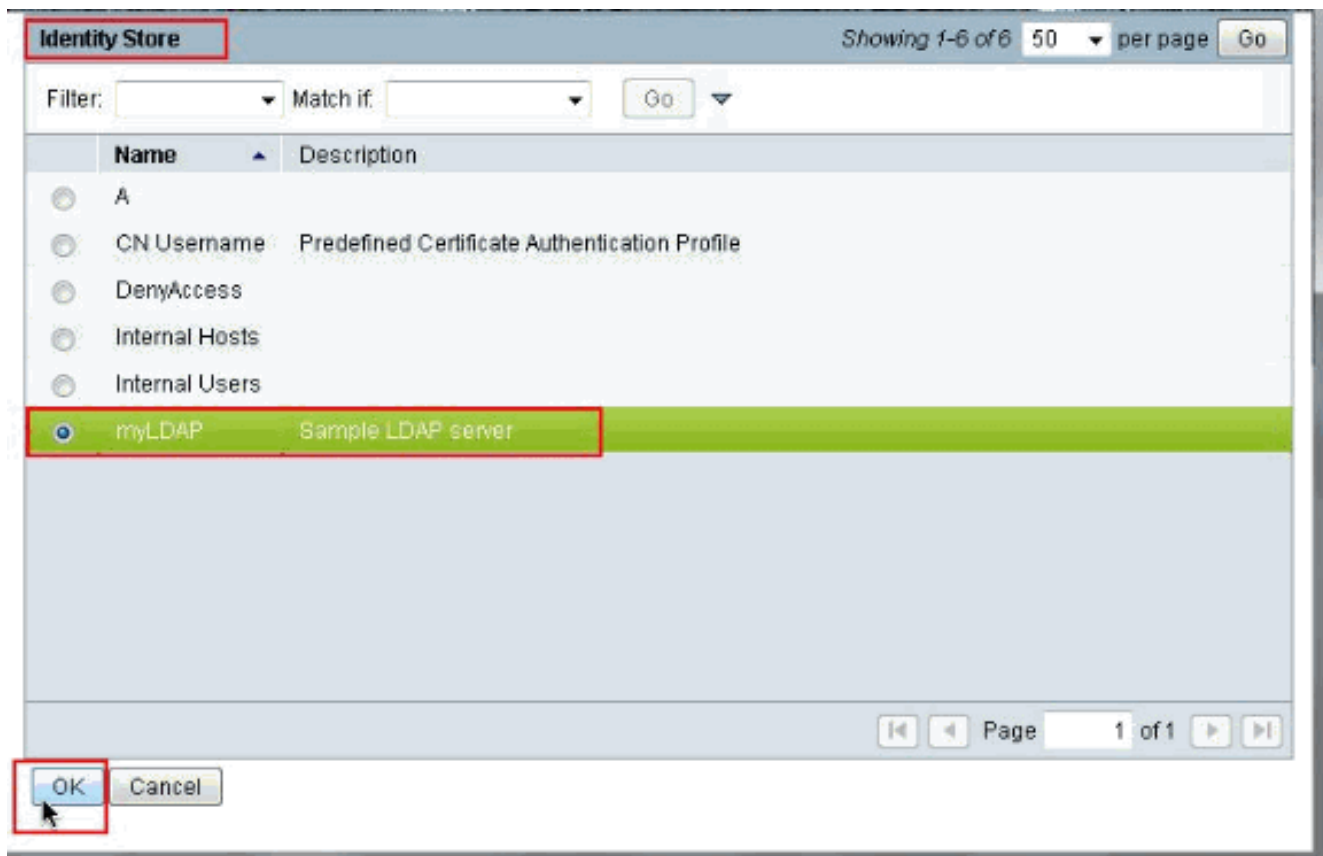 Identity Store Showing 1-6 of 6 50 per page Go
Filter: Match if: Go
Name Description
A
CN Username Predefined Certificate Authentication Profile
DenyAccess
Internal Hosts
Internal Users
myLDAP Sample LDAP server
Page 1 of 1
OK Cancel